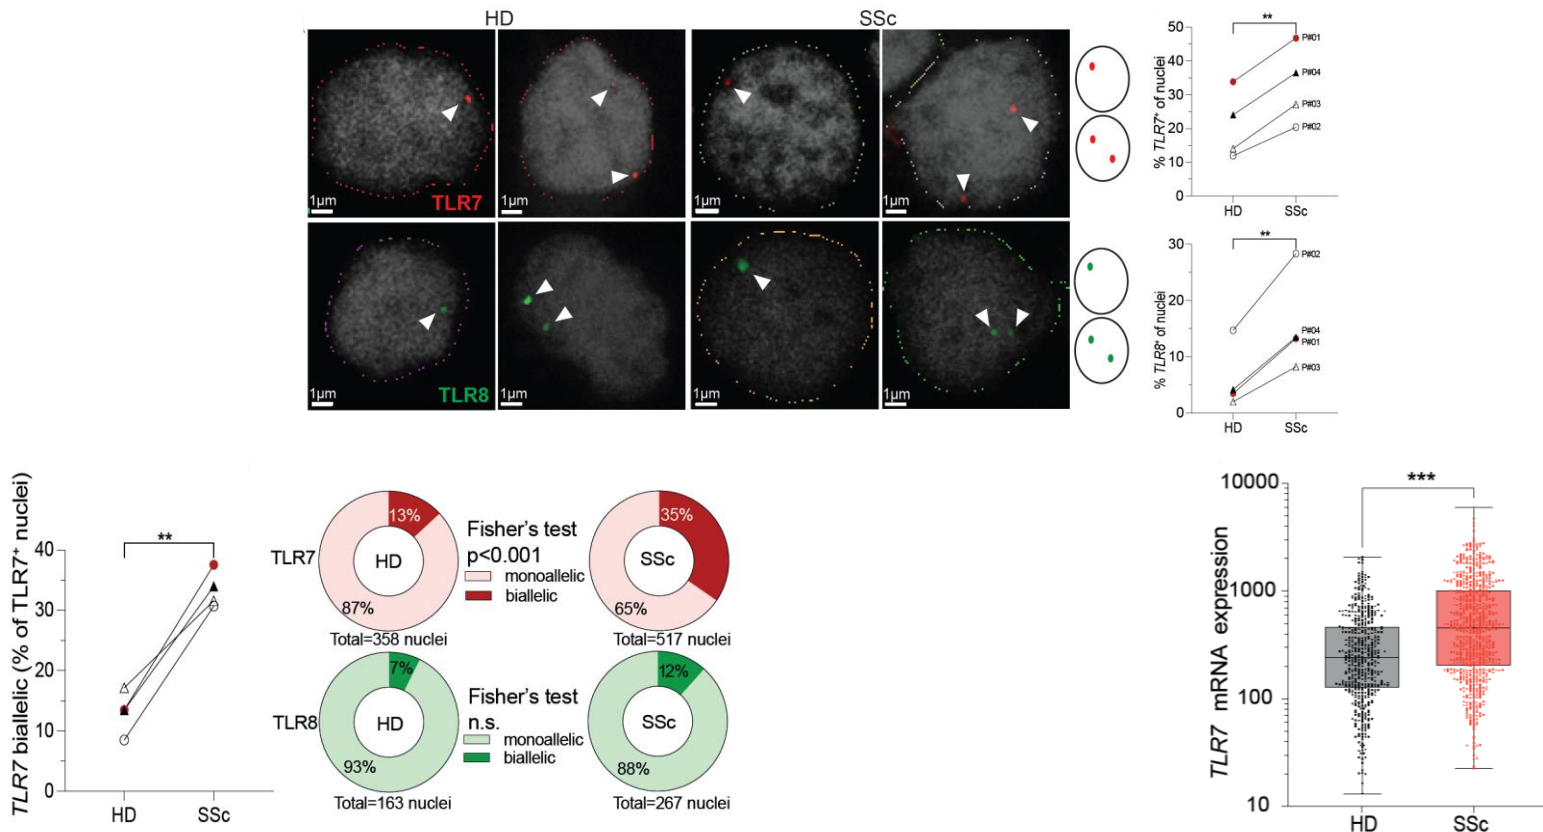 HD
SSc
1µm
TLR7
1µm
1µm
1µm
1µm
TLR8
1µm
1µm
1µm
% TLR7⁺ of nuclei
50
40
30
20
10
0
**
P#01
P#04
P#03
P#02
HD
SSc
% TLR8⁺ of nuclei
30
20
10
0
**
P#02
P#04
P#01
P#03
HD
SSc
TLR7 biallelic (% of TLR7⁺ nuclei)
40
30
20
10
0
**
HD
SSc
TLR7
13%
HD
87%
Total=358 nuclei
Fisher's test
p<0.001
monoallelic
biallelic
35%
SSc
65%
Total=517 nuclei
TLR8
7%
HD
93%
Total=163 nuclei
Fisher's test
n.s.
monoallelic
biallelic
12%
SSc
88%
Total=267 nuclei
TLR7 mRNA expression
10000
1000
100
10
***
HD
SSc